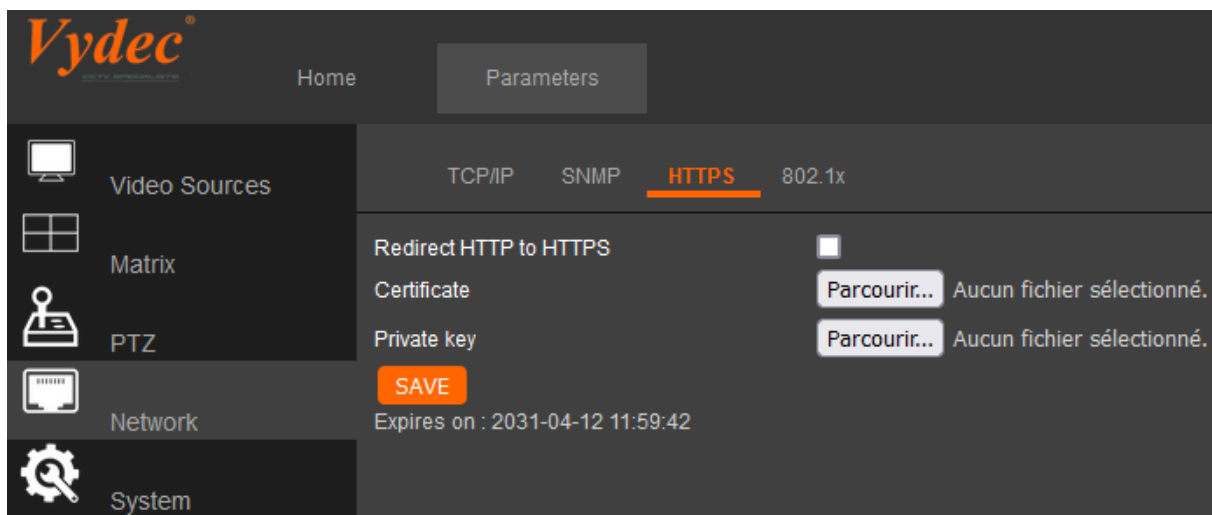 Vydec®
CCTV SPECIALISTS
Home
Parameters
Video Sources
Matrix
PTZ
Network
System
TCP/IP
SNMP
HTTPS
802.1x
Redirect HTTP to HTTPS
Certificate
Parcourir... Aucun fichier sélectionné.
Private key
Parcourir... Aucun fichier sélectionné.
SAVE
Expires on : 2031-04-12 11:59:42